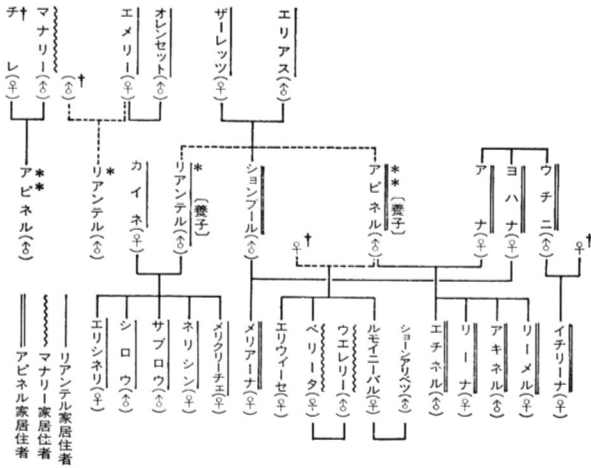 エリアス(♂)
ザーレッツ(♀)
オレンセット(♂)
エメリー(♀)
(♂)†
マナリー(♂)
†チレ(♀)
ウチニ(♂)
ヨハナ(♀)
アナ(♀)
♀†
**アピネル(♂)〔養子〕
♀†
ションブール(♂)
*リアンテル(♂)〔養子〕
カイネ(♀)
*リアンテル(♂)
**アピネル(♂)
イチリーナ(♀)
リーメル(♀)
アキネル(♂)
リーナ(♀)
エチネル(♂)
ショーンアリベソ(♂)
ルモイニーバル(♀)
ウエレリー(♂)
ベリータ(♀)
エリウィーセ(♀)
メリアーナ(♀)
メリクリーチェ(♀)
ネリシン(♀)
サブロウ(♂)
シロウ(♂)
エリシネリ(♀)
リアンテル家居住者
マナリー家居住者
アピネル家居住者